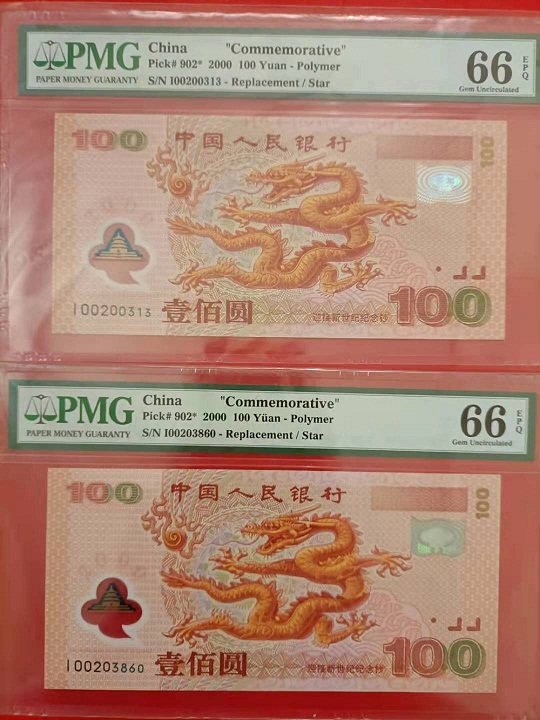 PMG
PAPER MONEY GUARANTY
China "Commemorative"
Pick# 902* 2000 100 Yuan - Polymer
S/N I00200313 - Replacement / Star
66 EPQ
Gem Uncirculated
100 中国人民银行
100
I 00200313 壹佰圆
迎接新世纪纪念钞 100
PMG
PAPER MONEY GUARANTY
China "Commemorative"
Pick# 902* 2000 100 Yüan - Polymer
S/N I00203860 - Replacement / Star
66 EPQ
Gem Uncirculated
100 中国人民银行
100
I 00203860 壹佰圆
迎接新世纪纪念钞 100